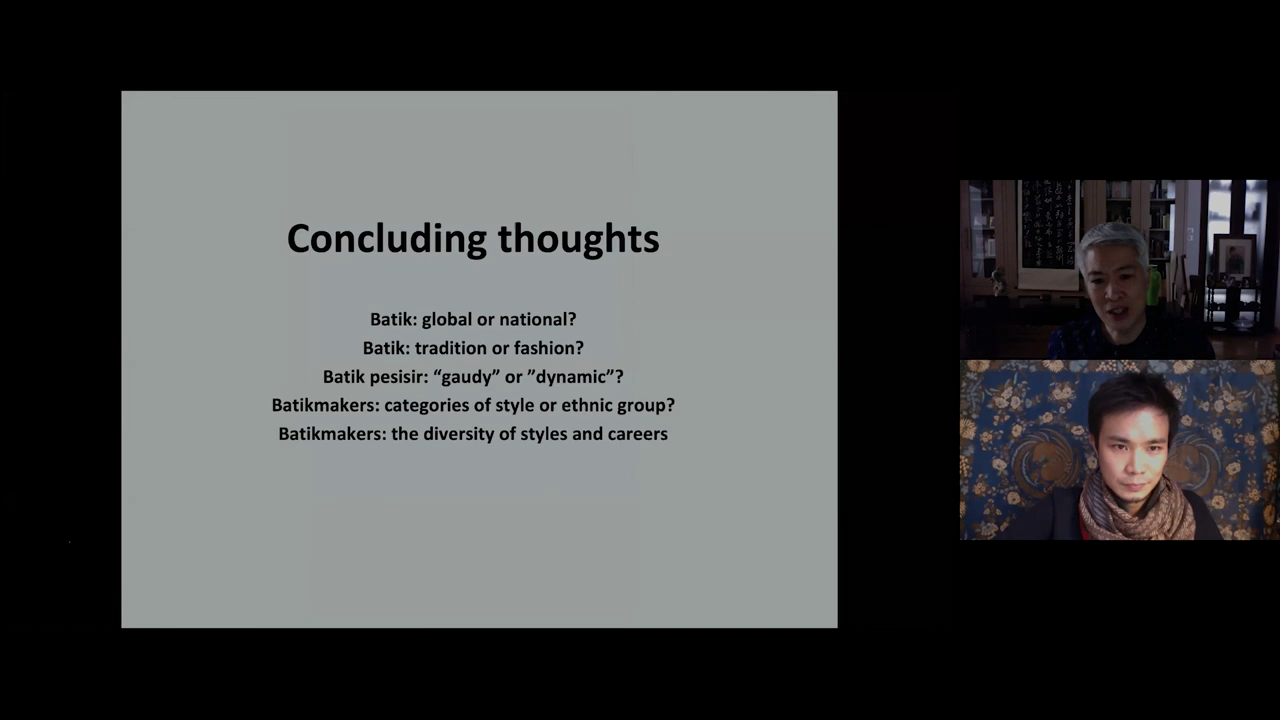 Concluding thoughts
Batik: global or national?
Batik: tradition or fashion?
Batik pesisir: “gaudy” or ”dynamic”?
Batikmakers: categories of style or ethnic group?
Batikmakers: the diversity of styles and careers